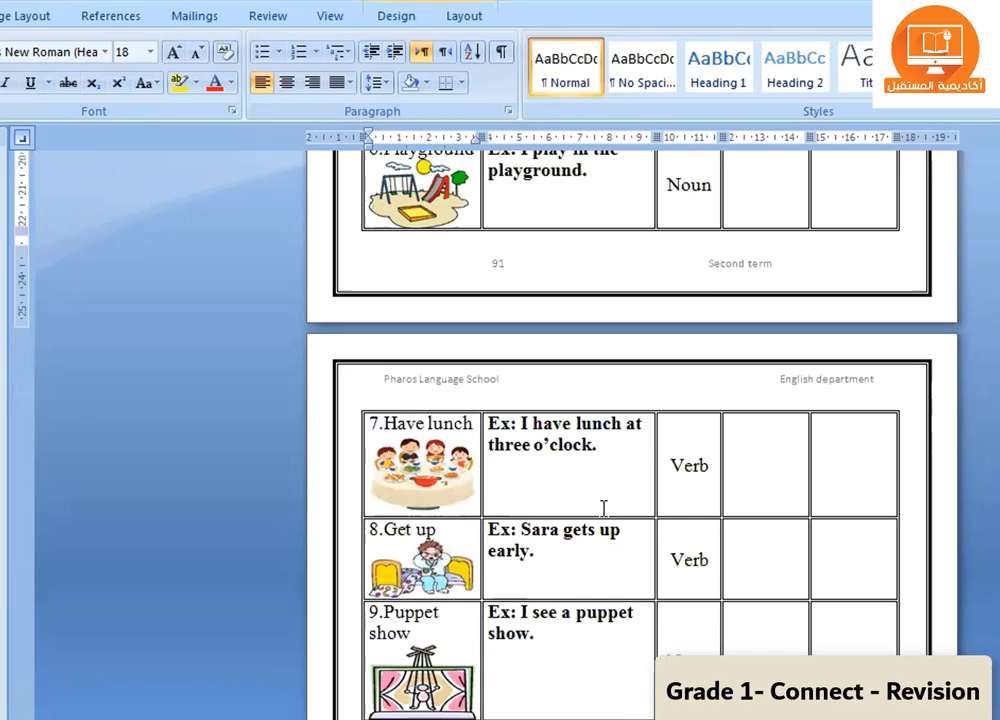 ge Layout References Mailings Review View Design Layout
New Roman (Hea 18
Font Paragraph Styles
AaBbCcDc AaBbCcDc AaBbCc AaBbCc
¶ Normal ¶ No Spaci... Heading 1 Heading 2
أكاديمية المستقبل
6.Playground Ex: I play in the
playground.
Noun
91 Second term
Pharos Language School English department
7.Have lunch Ex: I have lunch at
three o’clock.
Verb
8.Get up Ex: Sara gets up
early.
Verb
9.Puppet Ex: I see a puppet
show show.
Grade 1- Connect - Revision